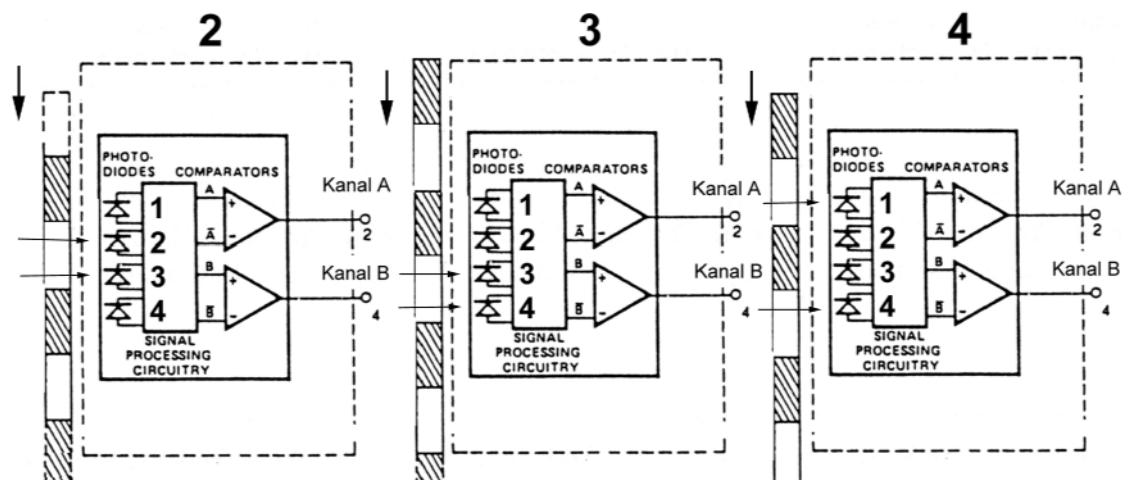 2
PHOTO-
DIODES COMPARATORS
1
2
3
4
A
+
A̅
-
B
+
B̅
-
Kanal A
2
Kanal B
4
SIGNAL
PROCESSING
CIRCUITRY
3
PHOTO-
DIODES COMPARATORS
1
2
3
4
A
+
A̅
-
B
+
B̅
-
Kanal A
2
Kanal B
4
SIGNAL
PROCESSING
CIRCUITRY
4
PHOTO-
DIODES COMPARATORS
1
2
3
4
A
+
A̅
-
B
+
B̅
-
Kanal A
2
Kanal B
4
SIGNAL
PROCESSING
CIRCUITRY